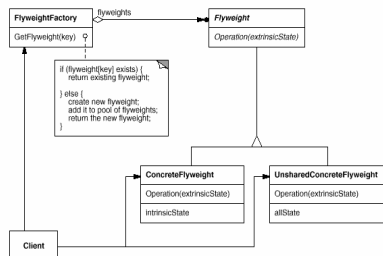 FlyweightFactory
flyweights
Flyweight
GetFlyweight(key)
Operation(extrinsicState)
if (flyweight[key] exists) {
return existing flyweight;
} else {
create new flyweight;
add it to pool of flyweights;
return the new flyweight;
}
ConcreteFlyweight
Operation(extrinsicState)
intrinsicState
UnsharedConcreteFlyweight
Operation(extrinsicState)
allState
Client